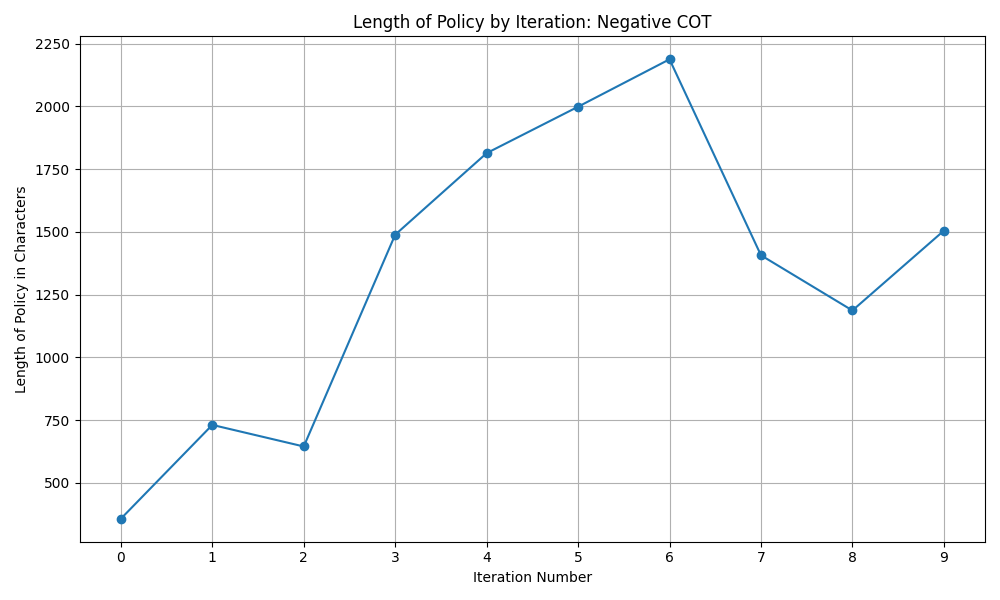 Length of Policy by Iteration: Negative COT
2250
2000
1750
1500
1250
1000
750
500
Length of Policy in Characters
0 1 2 3 4 5 6 7 8 9
Iteration Number